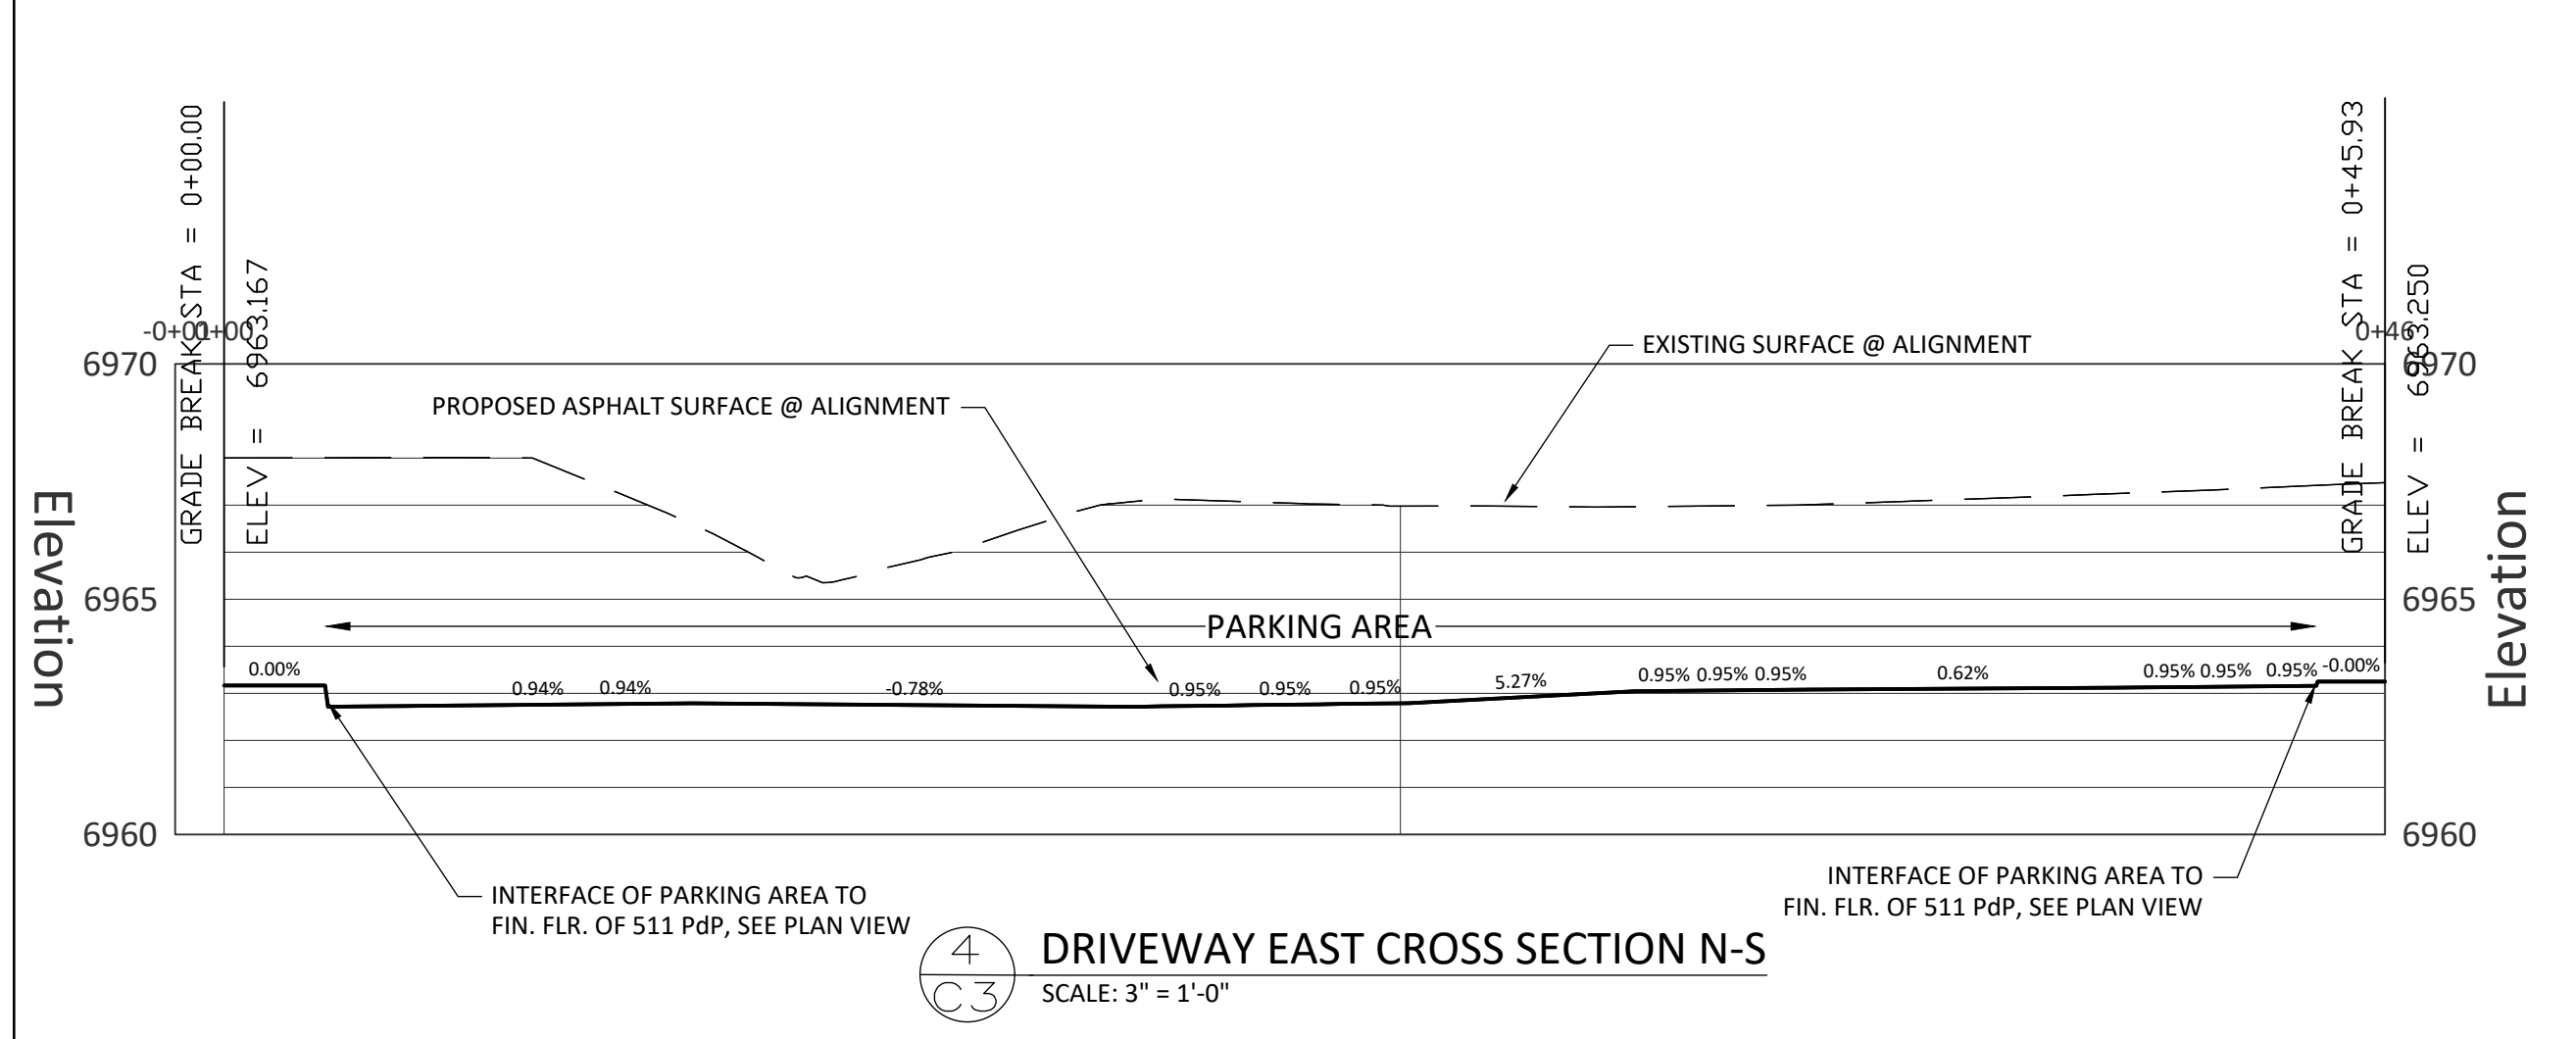 GRADE BREAK STA = 0+00.00
ELEV = 6963.167
GRADE BREAK STA = 0+45.93
ELEV = 6963.250
-0+01
0+00
0+46
6970
6970
EXISTING SURFACE @ ALIGNMENT
PROPOSED ASPHALT SURFACE @ ALIGNMENT
Elevation
Elevation
6965
6965
PARKING AREA
0.00%
0.94%
0.94%
-0.78%
0.95%
0.95%
0.95%
5.27%
0.95%
0.95%
0.95%
0.62%
0.95%
0.95%
0.95%
-0.00%
6960
6960
INTERFACE OF PARKING AREA TO
FIN. FLR. OF 511 PdP, SEE PLAN VIEW
INTERFACE OF PARKING AREA TO
FIN. FLR. OF 511 PdP, SEE PLAN VIEW
4
C3
DRIVEWAY EAST CROSS SECTION N-S
SCALE: 3" = 1'-0"